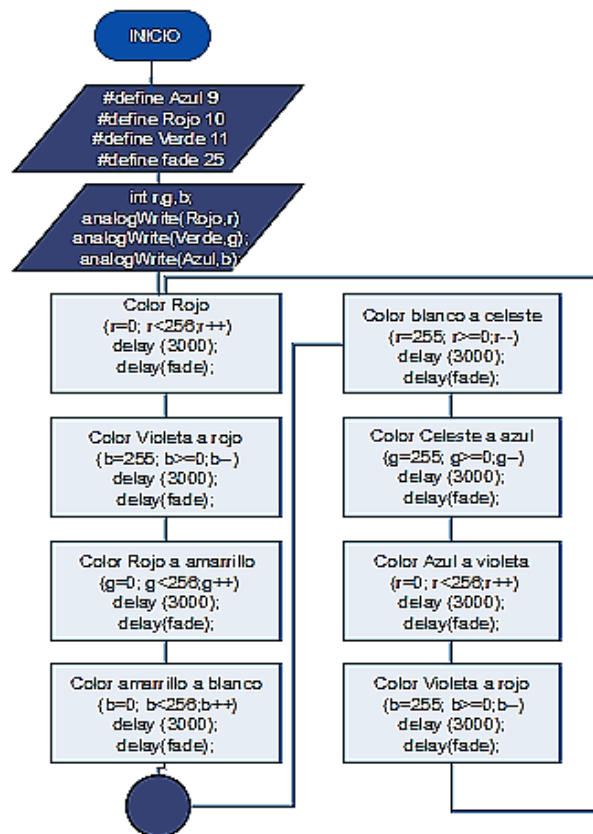 INICIO
#define Azul 9
#define Rojo 10
#define Verde 11
#define fade 25
int r,g,b;
analogWrite(Rojo,r)
analogWrite(Verde,g);
analogWrite(Azul,b);
Color Rojo
(r=0; r<256;r++)
delay (3000);
delay(fade);
Color Violeta a rojo
(b=255; b>=0;b--)
delay (3000);
delay(fade);
Color Rojo a amarrillo
(g=0; g<256;g++)
delay (3000);
delay(fade);
Color amarrillo a blanco
(b=0; b<256;b++)
delay (3000);
delay(fade);
Color blanco a celeste
(r=255; r>=0;r--)
delay (3000);
delay(fade);
Color Celeste a azul
(g=255; g>=0;g--)
delay (3000);
delay(fade);
Color Azul a violeta
(r=0; r<256;r++)
delay (3000);
delay(fade);
Color Violeta a rojo
(b=255; b>=0;b--)
delay (3000);
delay(fade);